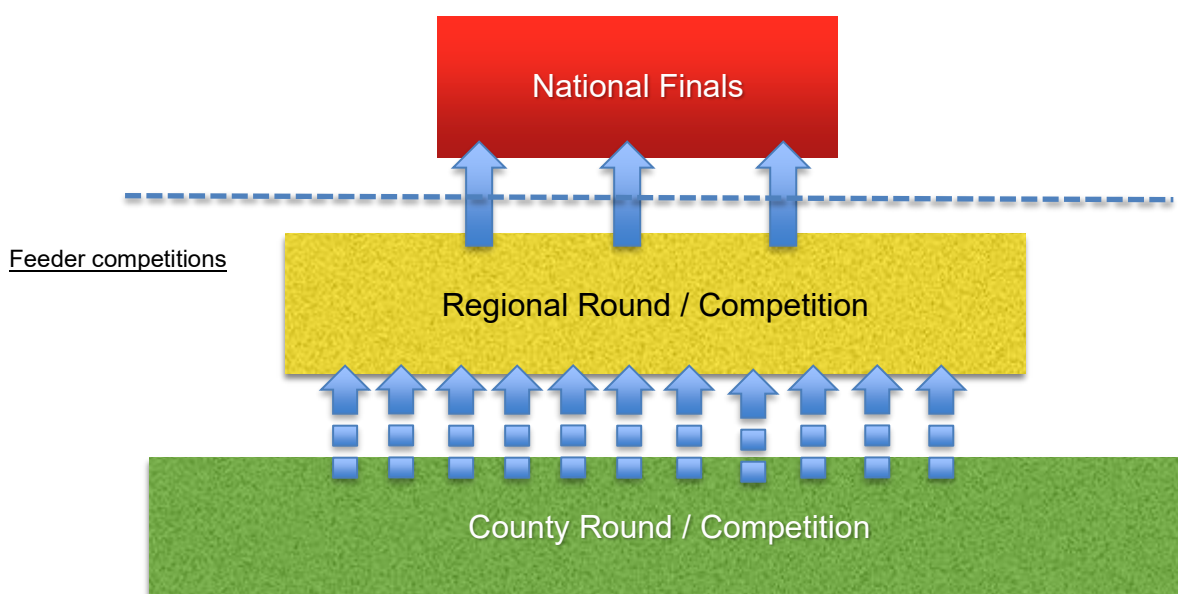 National Finals
Feeder competitions
Regional Round / Competition
County Round / Competition